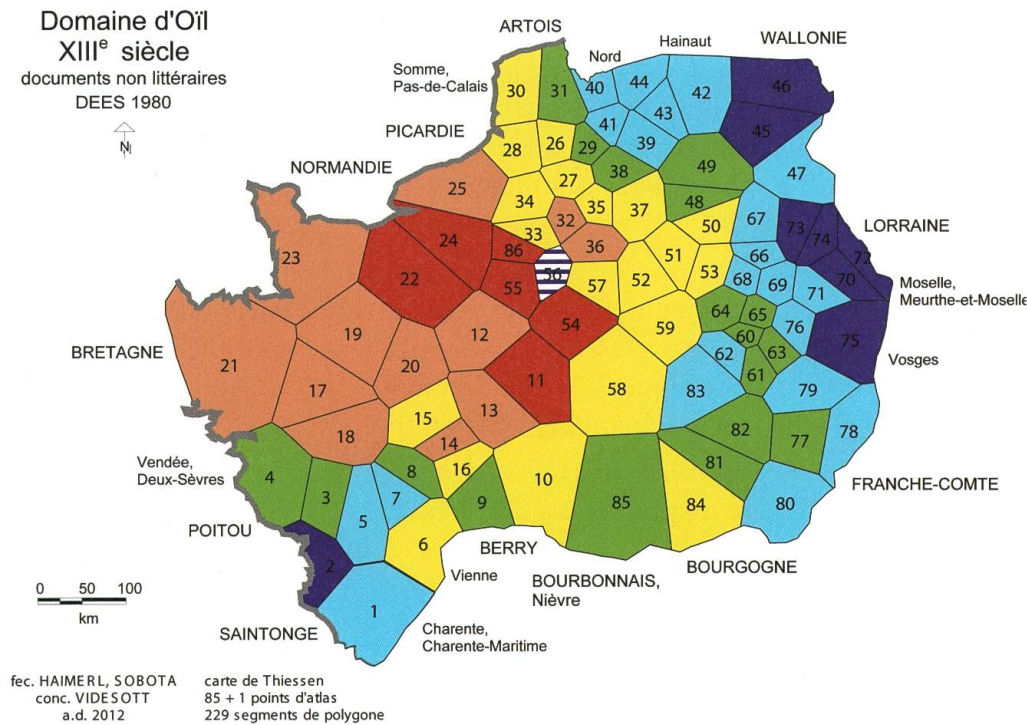 Domaine d'Oïl
XIIIe siècle
documents non littéraires
DEES 1980
N
ARTOIS
Nord
Hainaut
WALLONIE
Somme,
Pas-de-Calais
PICARDIE
NORMANDIE
LORRAINE
Moselle,
Meurthe-et-Moselle
Vosges
BRETAGNE
Vendée,
Deux-Sèvres
POITOU
FRANCHE-COMTE
BERRY
BOURGOGNE
Vienne
BOURBONNAIS,
Nièvre
SAINTONGE
Charente,
Charente-Maritime
30 31 40 44 42 46
41 43 45
28 26 29 39
38 49 47
27
25 34 35 37 48
32 50 67 73 74 72
24 33 36 51 66
23 86 56 53 68 69 70
22 55 57 52 71
64 65
19 12 54 59 60 76 75
21 20 62 63
17 11 58 61 79
15 13 83
18 14 82 77 78
4 8 16 81
3 7 9 10 85 84 80
5
6
2
1
0 50 100
km
fec. HAIMERL, SOBOTA
conc. VIDESOTT
a.d. 2012
carte de Thiessen
85 + 1 points d'atlas
229 segments de polygone